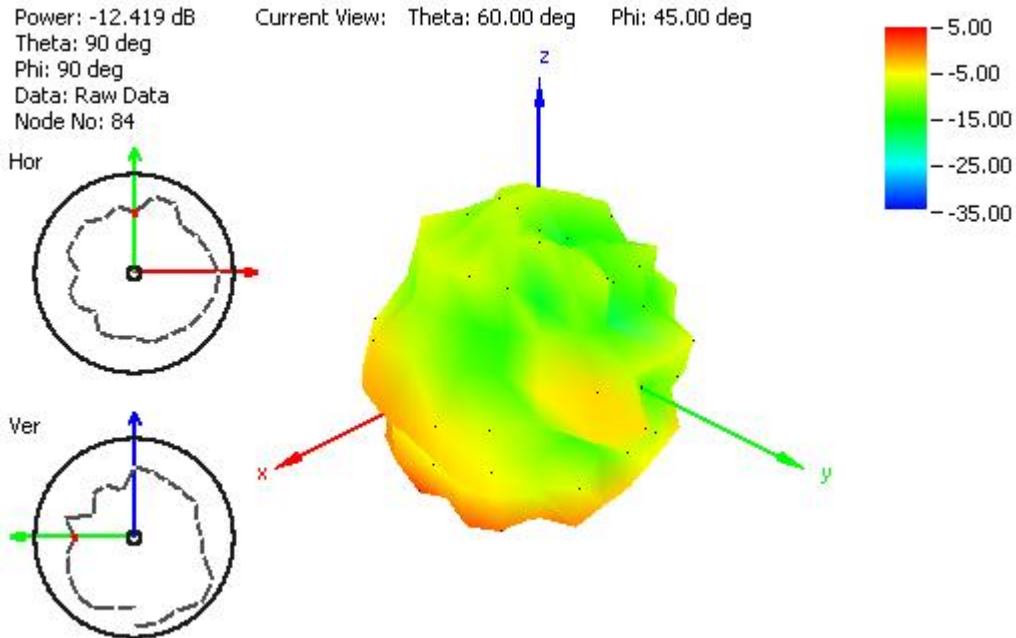 Power: -12.419 dB
Current View: Theta: 60.00 deg Phi: 45.00 deg
Theta: 90 deg
Phi: 90 deg
Data: Raw Data
Node No: 84
Hor
Ver
z
x
y
5.00
-5.00
-15.00
-25.00
-35.00